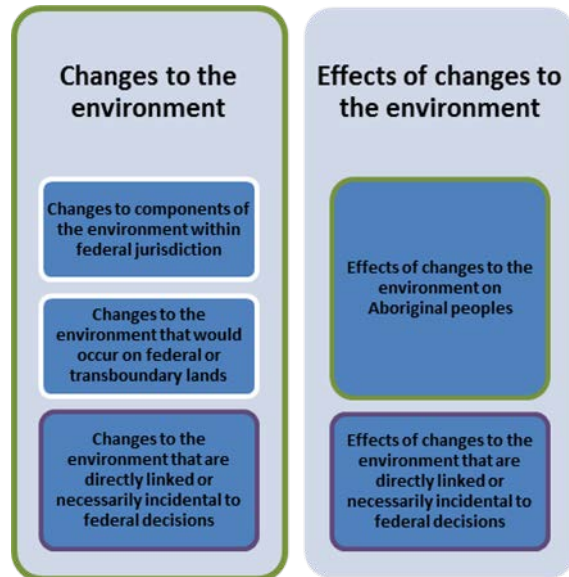 Changes to the
environment
Changes to components of
the environment within
federal jurisdiction
Changes to the
environment that would
occur on federal or
transboundary lands
Changes to the
environment that are
directly linked or
necessarily incidental to
federal decisions
Effects of changes to
the environment
Effects of changes to the
environment on
Aboriginal peoples
Effects of changes to the
environment that are
directly linked or
necessarily incidental to
federal decisions